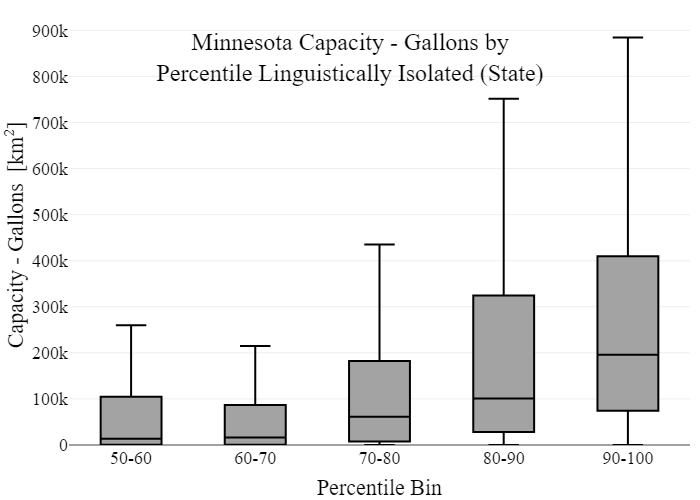 Minnesota Capacity - Gallons by
Percentile Linguistically Isolated (State)
Capacity - Gallons [km²]
900k
800k
700k
600k
500k
400k
300k
200k
100k
0
50-60
60-70
70-80
80-90
90-100
Percentile Bin